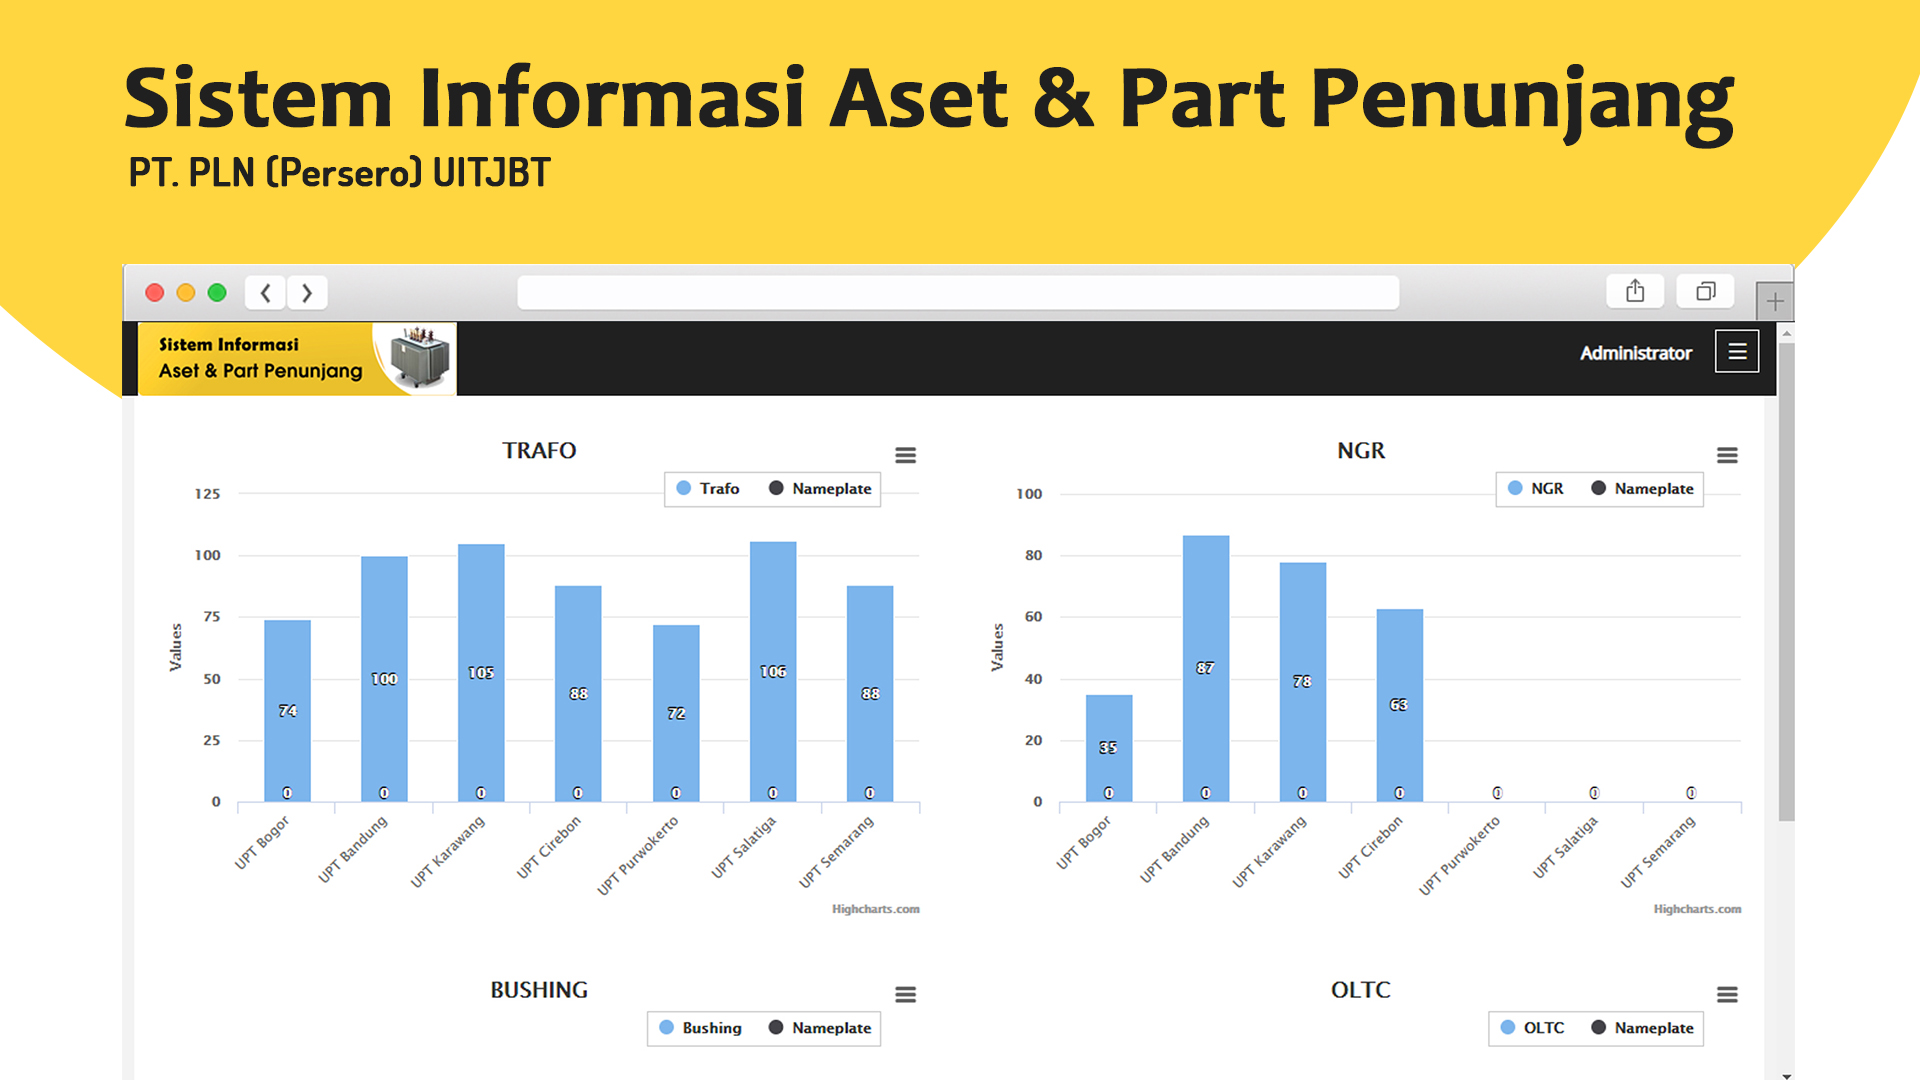 Sistem Informasi Aset & Part Penunjang
PT. PLN (Persero) UITJBT
Sistem Informasi
Aset & Part Penunjang
Administrator
TRAFO
Trafo Nameplate
125
100
75
50
25
0
Values
74
100
105
88
72
106
88
0 0 0 0 0 0 0
UPT Bogor
UPT Bandung
UPT Karawang
UPT Cirebon
UPT Purwokerto
UPT Salatiga
UPT Semarang
Highcharts.com
NGR
NGR Nameplate
100
80
60
40
20
0
Values
35
87
78
63
0 0 0 0 0 0 0
UPT Bogor
UPT Bandung
UPT Karawang
UPT Cirebon
UPT Purwokerto
UPT Salatiga
UPT Semarang
Highcharts.com
BUSHING
Bushing Nameplate
OLTC
OLTC Nameplate